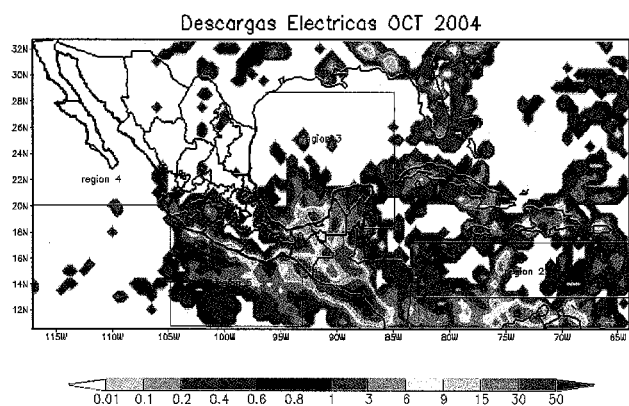 Descargas Electricas OCT 2004
32N
30N
28N
26N
24N
22N
20N
18N
16N
14N
12N
region 3
region 4
region 2
115W 110W 105W 100W 95W 90W 85W 80W 75W 70W 65W
0.01 0.1 0.2 0.4 0.6 0.8 1 3 6 9 15 30 50